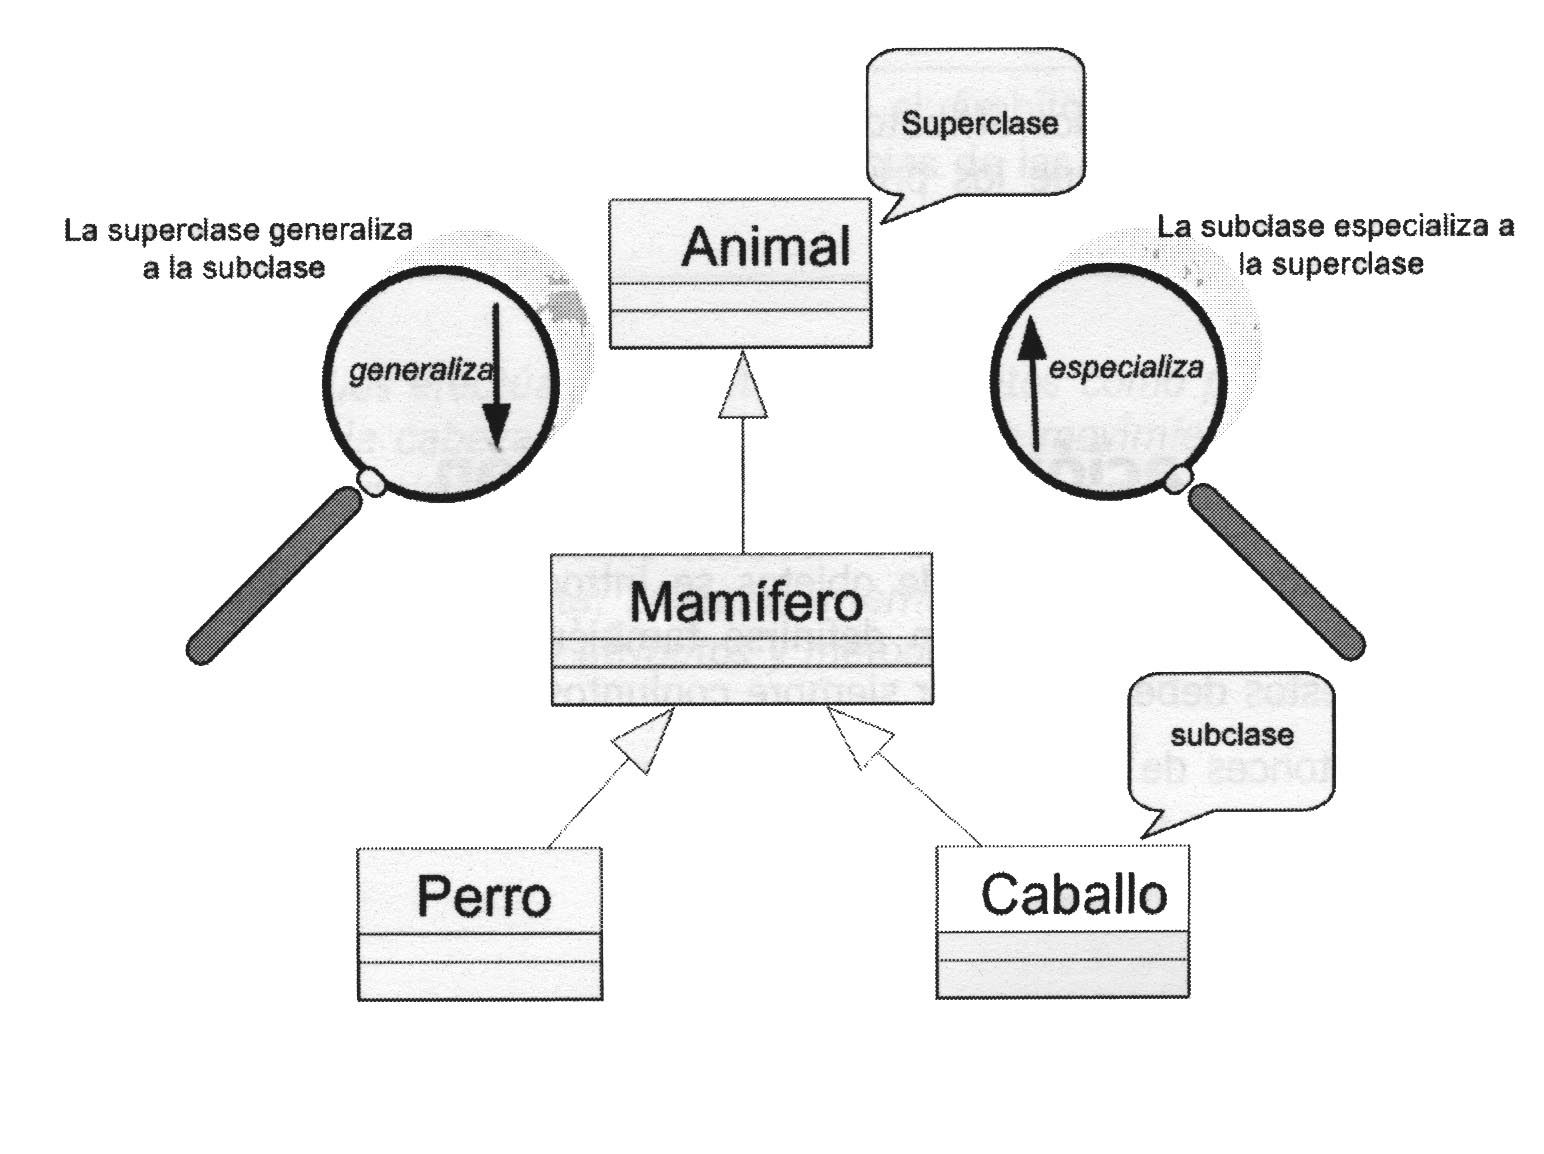 Superclase
La superclase generaliza
a la subclase
Animal
La subclase especializa a
la superclase
generaliza
especializa
Mamífero
subclase
Perro
Caballo